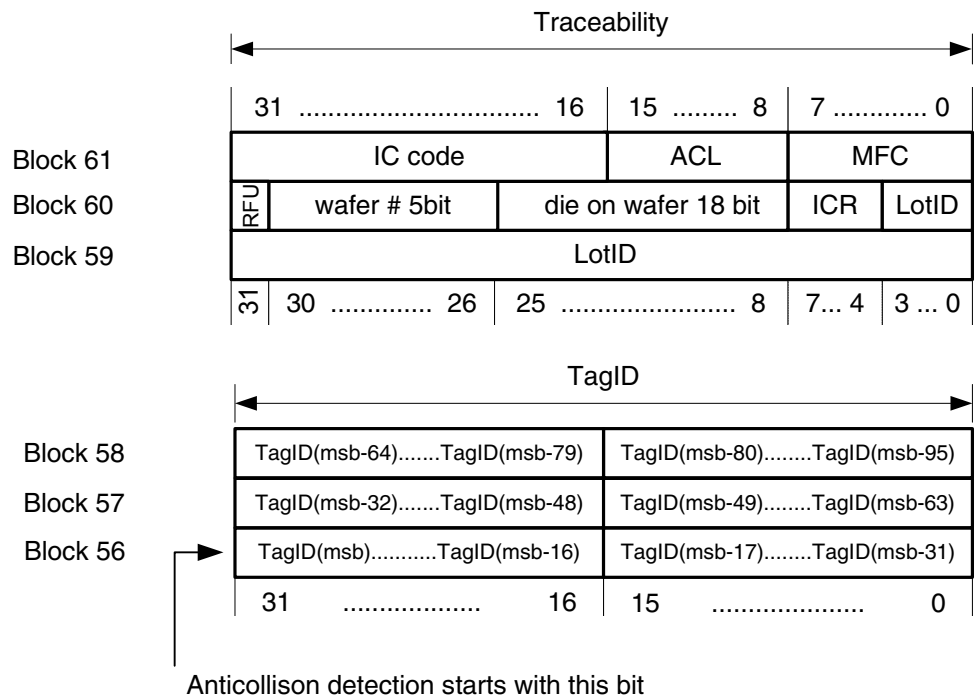 Traceability
31 ................................. 16 15 ......... 8 7 ............. 0
Block 61 IC code ACL MFC
Block 60 RFU wafer # 5bit die on wafer 18 bit ICR LotID
Block 59 LotID
31 30 .............. 26 25 ........................ 8 7... 4 3 ... 0
TagID
Block 58 TagID(msb-64).......TagID(msb-79) TagID(msb-80)........TagID(msb-95)
Block 57 TagID(msb-32).......TagID(msb-48) TagID(msb-49)........TagID(msb-63)
Block 56 TagID(msb)...........TagID(msb-16) TagID(msb-17)........TagID(msb-31)
31 ................... 16 15 ..................... 0
Anticollison detection starts with this bit